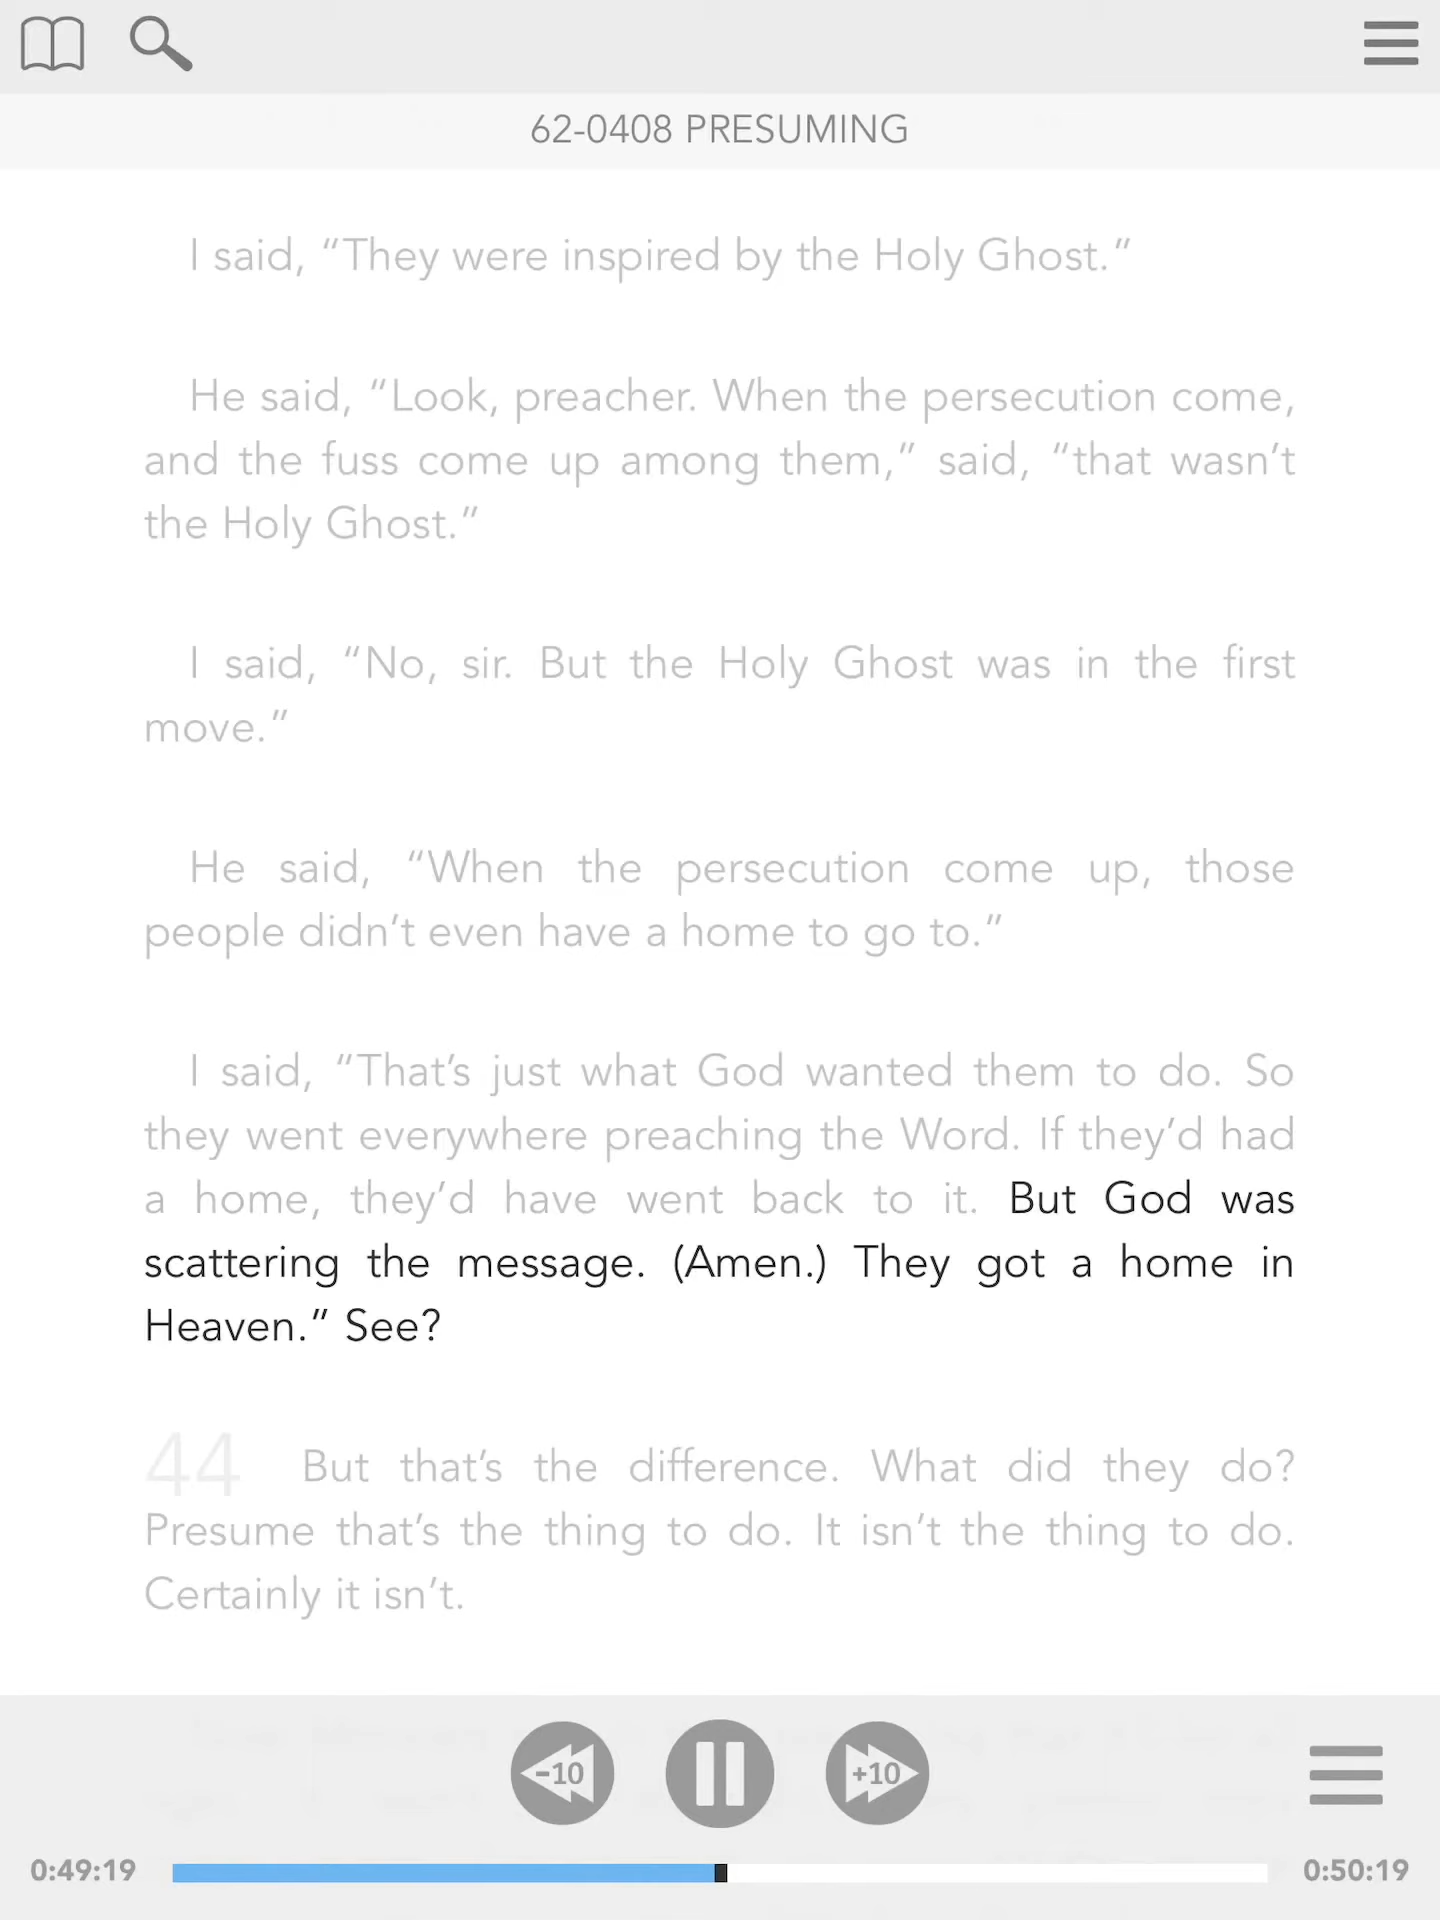 62-0408 PRESUMING
I said, “They were inspired by the Holy Ghost.”
He said, “Look, preacher. When the persecution come,
and the fuss come up among them,” said, “that wasn’t
the Holy Ghost.”
I said, “No, sir. But the Holy Ghost was in the first
move.”
He said, “When the persecution come up, those
people didn’t even have a home to go to.”
I said, “That’s just what God wanted them to do. So
they went everywhere preaching the Word. If they’d had
a home, they’d have went back to it. But God was
scattering the message. (Amen.) They got a home in
Heaven.” See?
44 But that’s the difference. What did they do?
Presume that’s the thing to do. It isn’t the thing to do.
Certainly it isn’t.
-10 +10
0:49:19 0:50:19